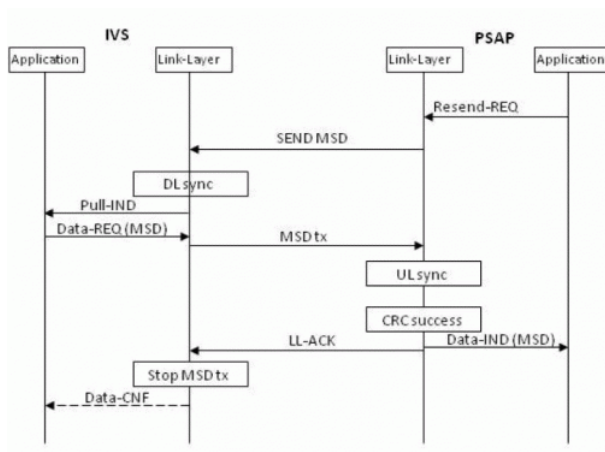 IVS
PSAP
Application
Link-Layer
Link-Layer
Application
Resend-REQ
SEND MSD
DL sync
Pull-IND
Data-REQ (MSD)
MSD tx
UL sync
CRC success
LL-ACK
Data-IND (MSD)
Stop MSD tx
Data-CNF